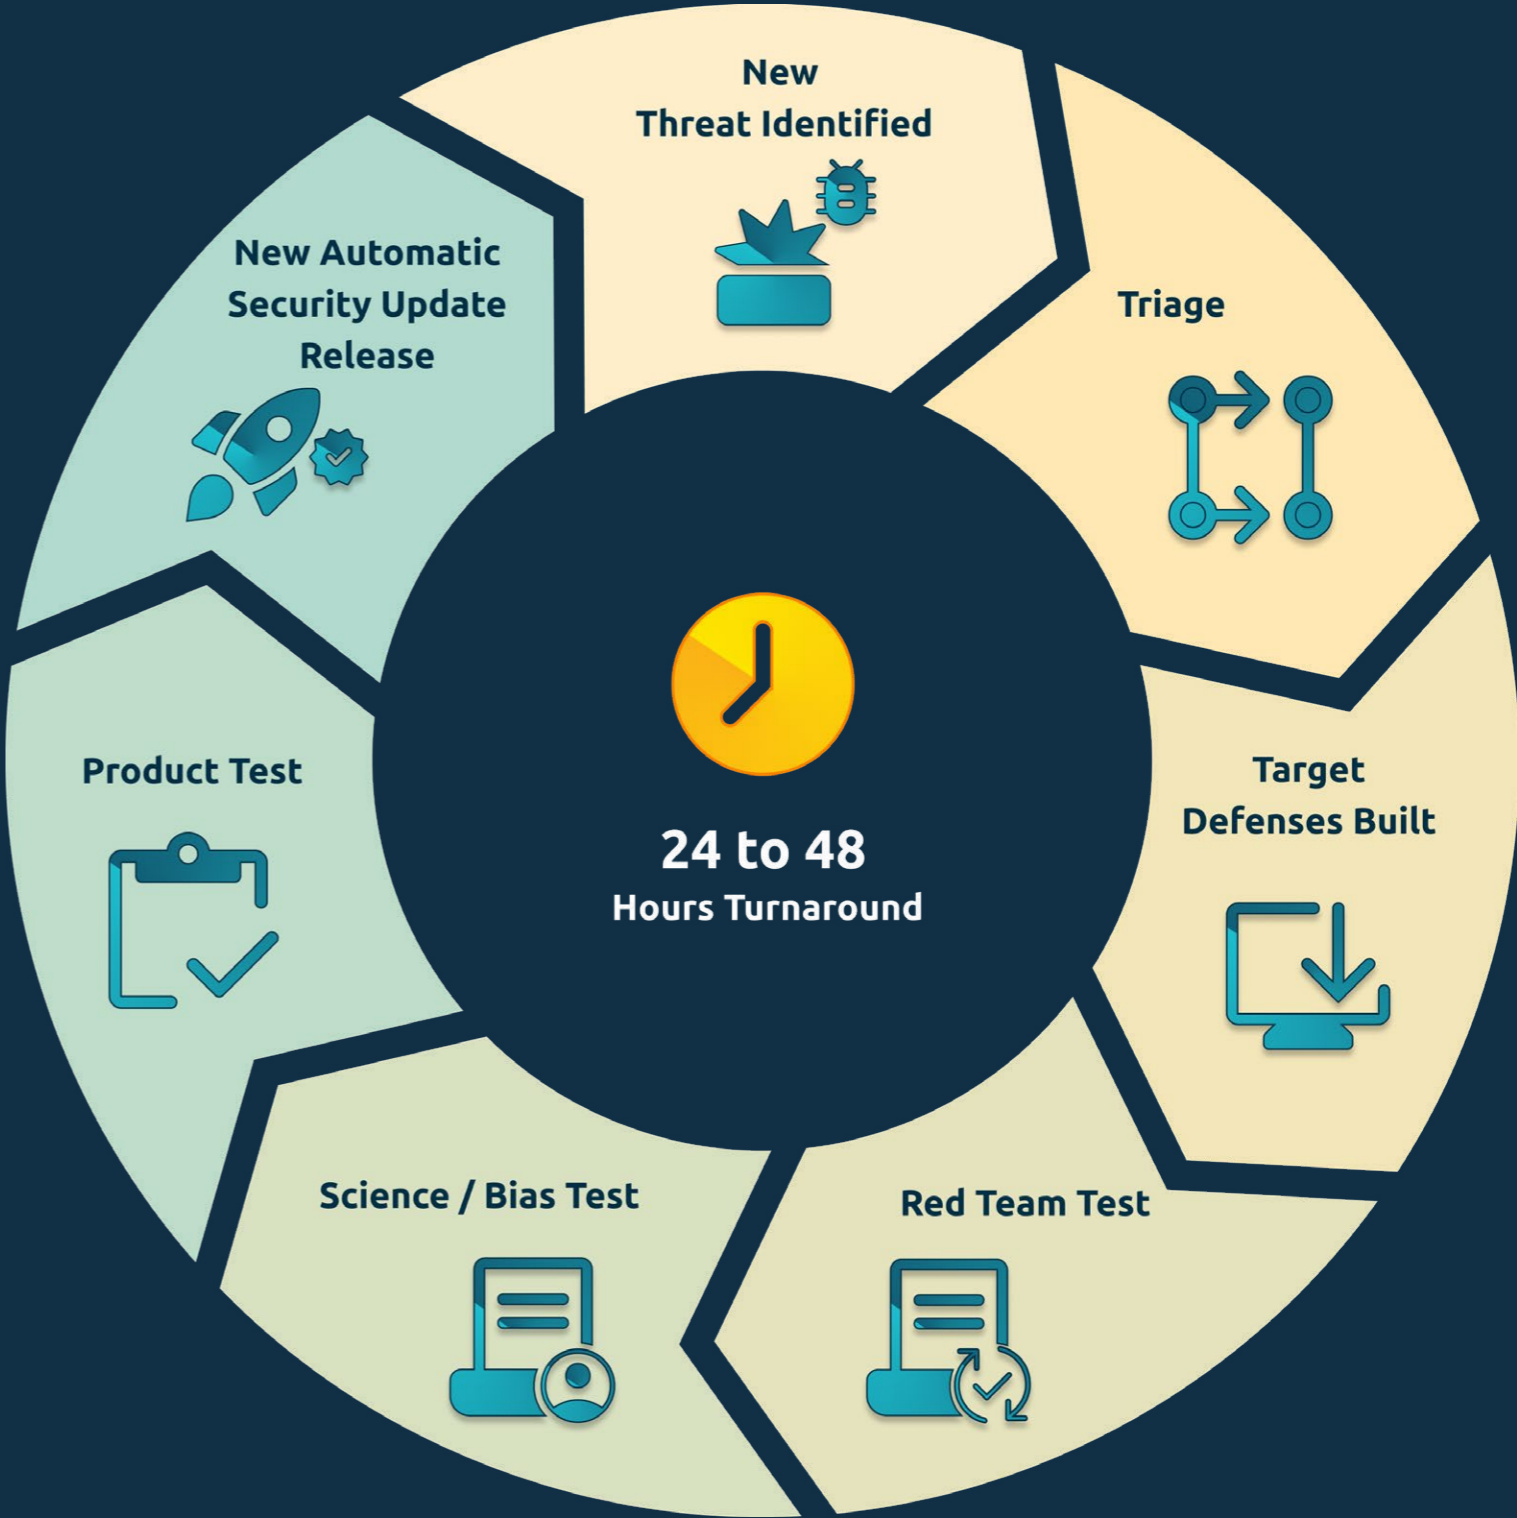 New
Threat Identified
Triage
Target
Defenses Built
Red Team Test
Science / Bias Test
Product Test
New Automatic
Security Update
Release
24 to 48
Hours Turnaround